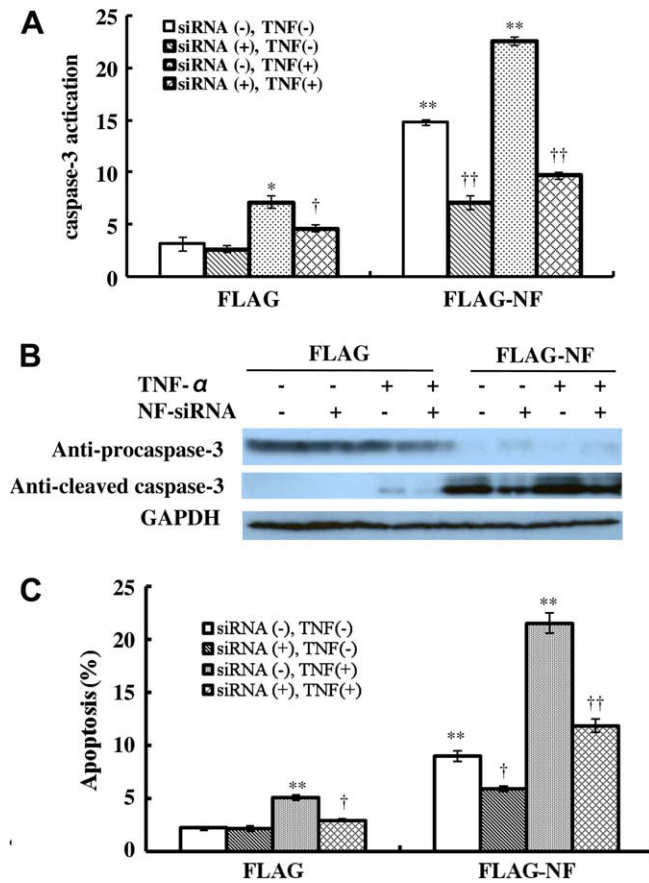 A
siRNA (-), TNF(-)
siRNA (+), TNF(-)
siRNA (-), TNF(+)
siRNA (+), TNF(+)
caspase-3 actication
25
20
15
10
5
0
* † ** †† ** ††
FLAG FLAG-NF
B
FLAG FLAG-NF
TNF-α - - + + - - + +
NF-siRNA - + - + - + - +
Anti-procaspase-3
Anti-cleaved caspase-3
GAPDH
C
siRNA (-), TNF(-)
siRNA (+), TNF(-)
siRNA (-), TNF(+)
siRNA (+), TNF(+)
Apoptosis (%)
25
20
15
10
5
0
** † ** † ** ††
FLAG FLAG-NF